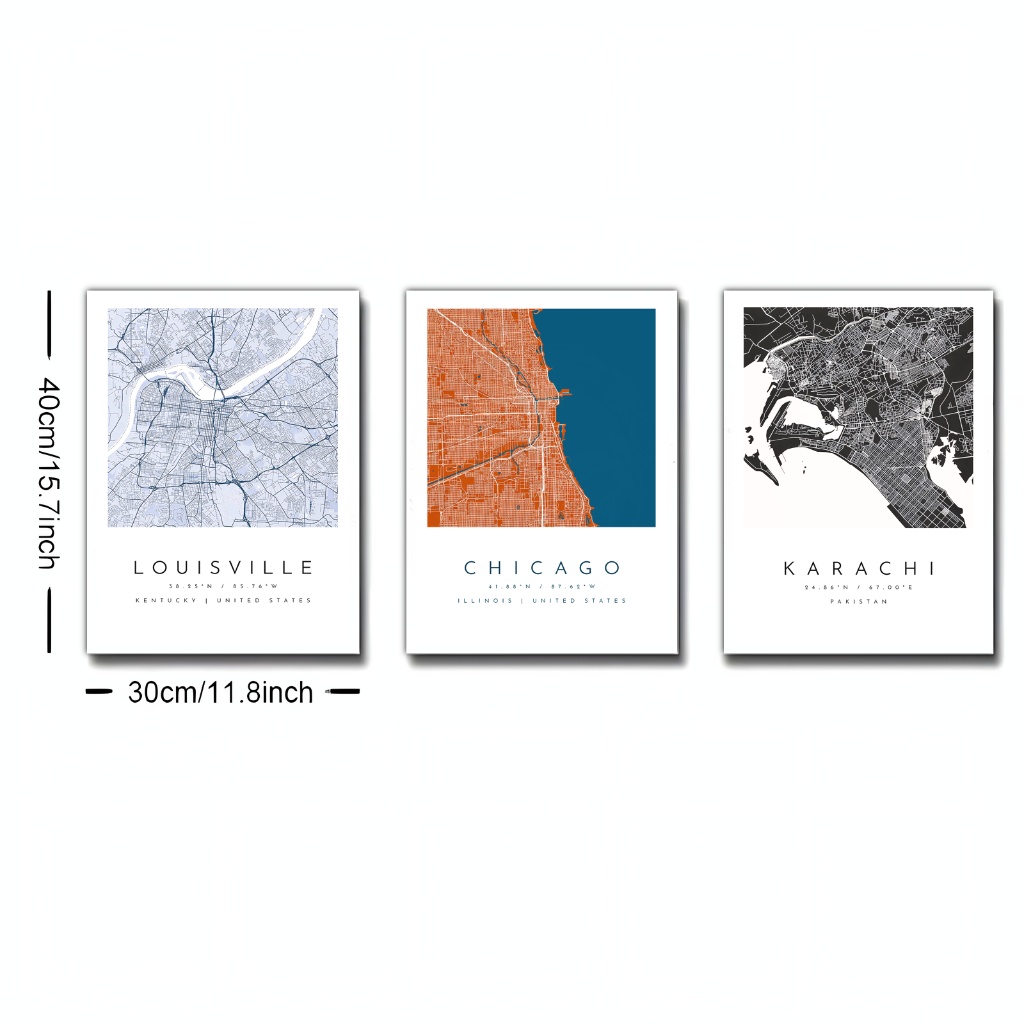 40cm/15.7inch
LOUISVILLE
38.25°N / 85.76°W
KENTUCKY | UNITED STATES
CHICAGO
41.88°N / 87.62°W
ILLINOIS | UNITED STATES
KARACHI
24.86°N / 67.00°E
PAKISTAN
30cm/11.8inch